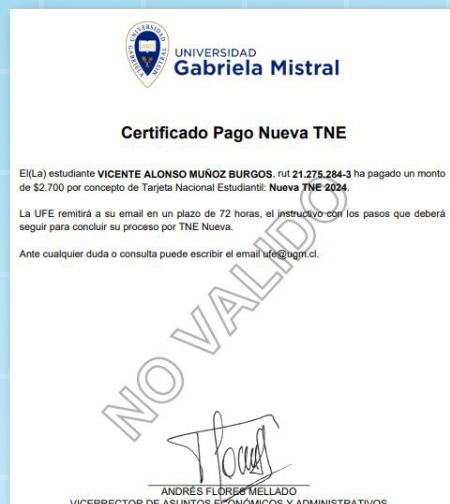 UNIVERSIDAD
Gabriela Mistral
Certificado Pago Nueva TNE
El(La) estudiante VICENTE ALONSO MUÑOZ BURGOS. rut 21.275.284-3 ha pagado un monto
de $2.700 por concepto de Tarjeta Nacional Estudiantil: Nueva TNE 2024.
La UFE remitirá a su email en un plazo de 72 horas, el instructivo con los pasos que deberá
seguir para concluir su proceso por TNE Nueva.
Ante cualquier duda o consulta puede escribir el email ufe@ugm.cl.
NO VALIDO
ANDRÉS FLORES MELLADO
VICERRECTOR DE ASUNTOS ECONÓMICOS Y ADMINISTRATIVOS